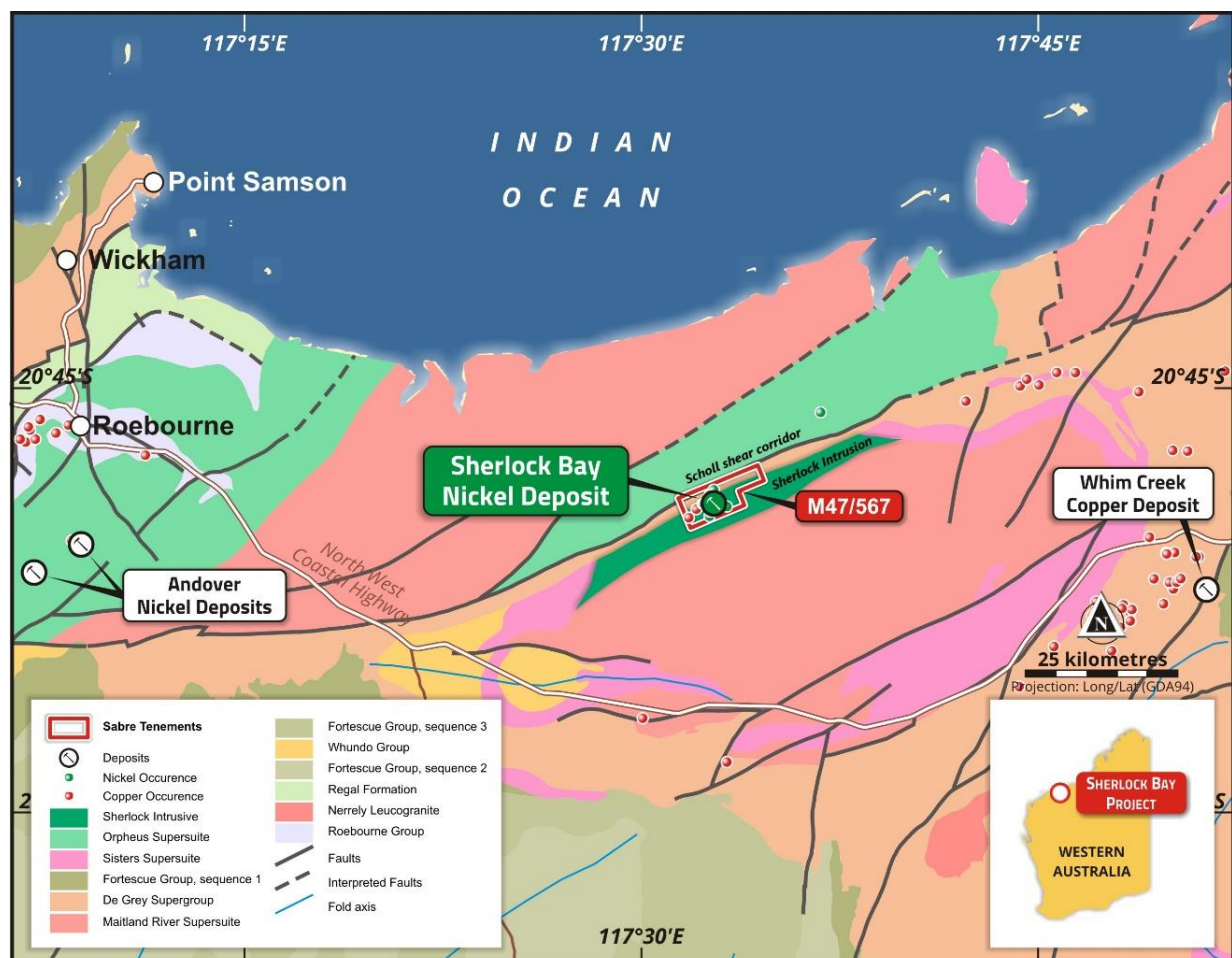 117°15'E
117°30'E
117°45'E
INDIAN
OCEAN
Point Samson
Wickham
20°45'S
20°45'S
Roebourne
Scholl shear corridor
Sherlock Intrusion
Sherlock Bay
Nickel Deposit
M47/567
Whim Creek
Copper Deposit
North West
Coastal Highway
Andover
Nickel Deposits
N
25 kilometres
Projection: Long/Lat (GDA94)
Sabre Tenements
Deposits
Nickel Occurence
Copper Occurence
Sherlock Intrusive
Orpheus Supersuite
Sisters Supersuite
Fortescue Group, sequence 1
De Grey Supergroup
Maitland River Supersuite
Fortescue Group, sequence 3
Whundo Group
Fortescue Group, sequence 2
Regal Formation
Nerrely Leucogranite
Roebourne Group
Faults
Interpreted Faults
Fold axis
2
S
SHERLOCK BAY
PROJECT
WESTERN
AUSTRALIA
117°30'E